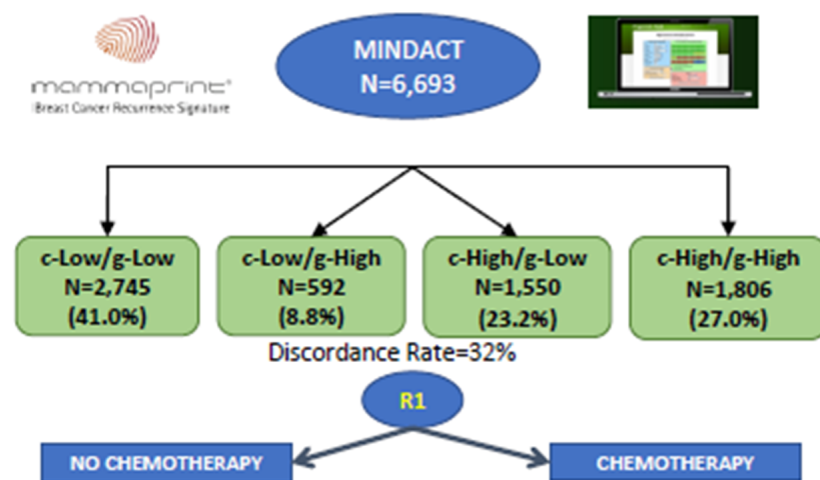 mammaprint®
Breast Cancer Recurrence Signature
MINDACT
N=6,693
c-Low/g-Low
N=2,745
(41.0%)
c-Low/g-High
N=592
(8.8%)
c-High/g-Low
N=1,550
(23.2%)
c-High/g-High
N=1,806
(27.0%)
Discordance Rate=32%
R1
NO CHEMOTHERAPY
CHEMOTHERAPY